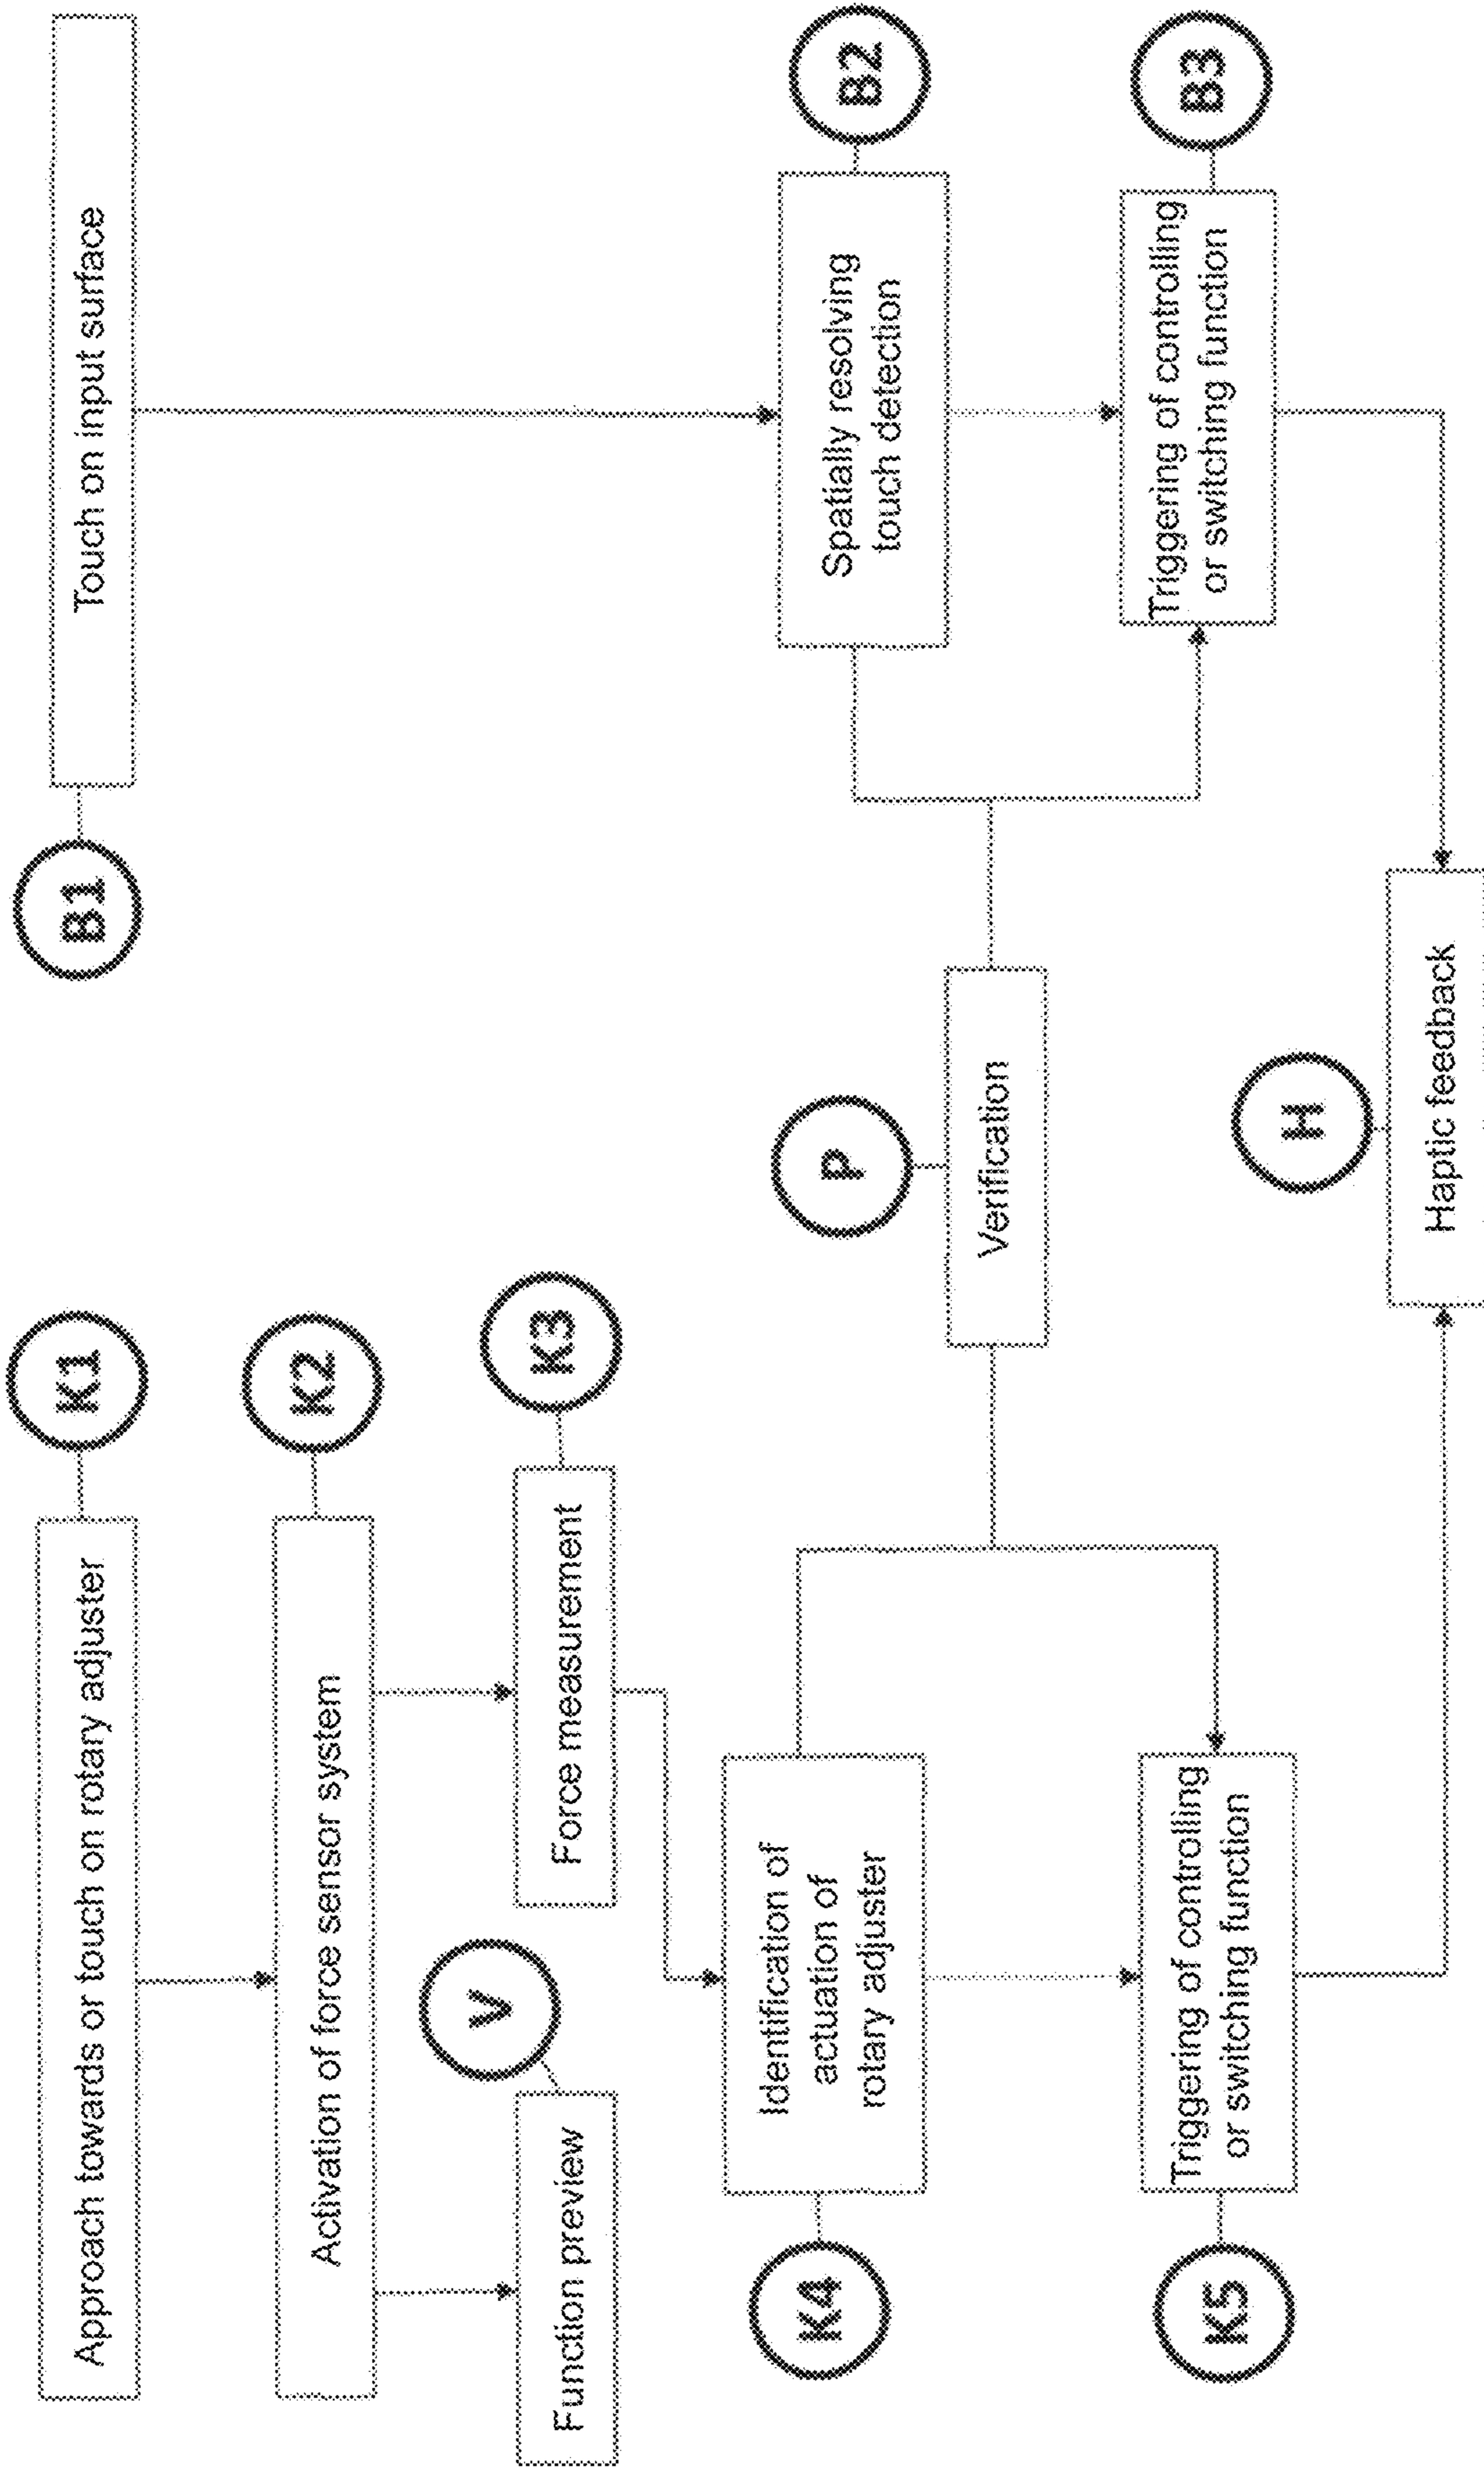 Approach towards or touch on rotary adjuster
K1
B1
Touch on input surface
Activation of force sensor system
K2
Function preview
V
Force measurement
K3
K4
Identification of
actuation of
rotary adjuster
P
Verification
Spatially resolving
touch detection
B2
K5
Triggering of controlling
or switching function
H
Haptic feedback
Triggering of controlling
or switching function
B3